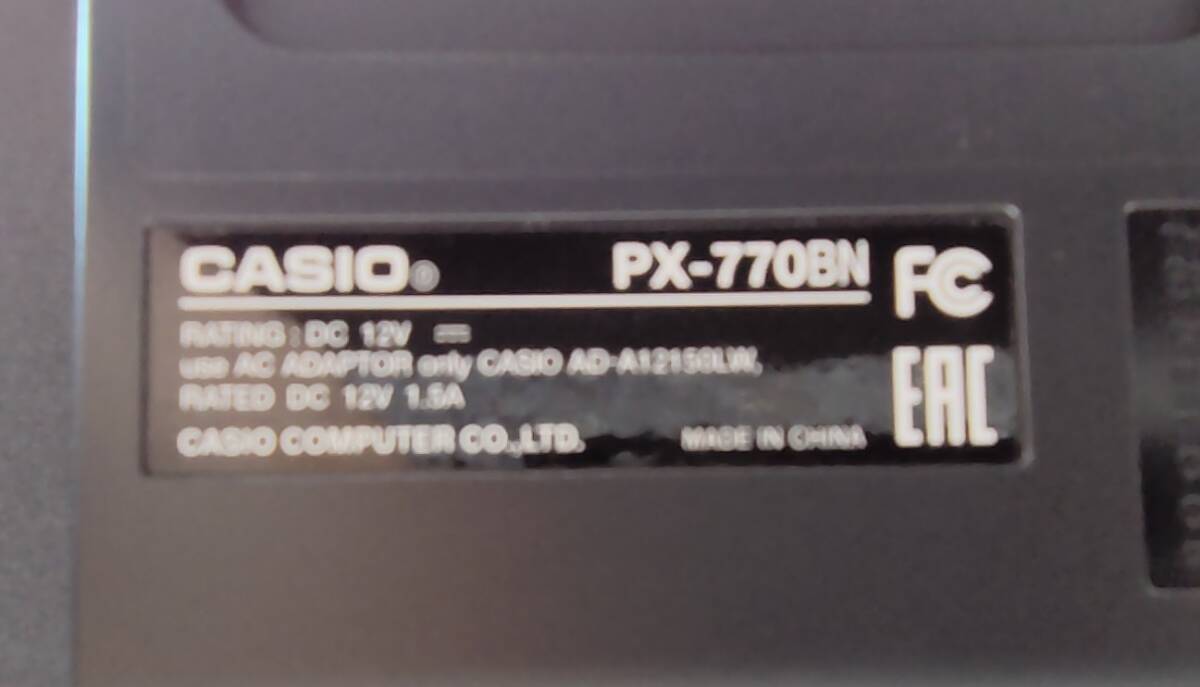 CASIO® PX-770BN
FC
RATING : DC 12V ⎓
use AC ADAPTOR only CASIO AD-A12150LW,
RATED DC 12V 1.5A
EAC
CASIO COMPUTER CO.,LTD. MADE IN CHINA